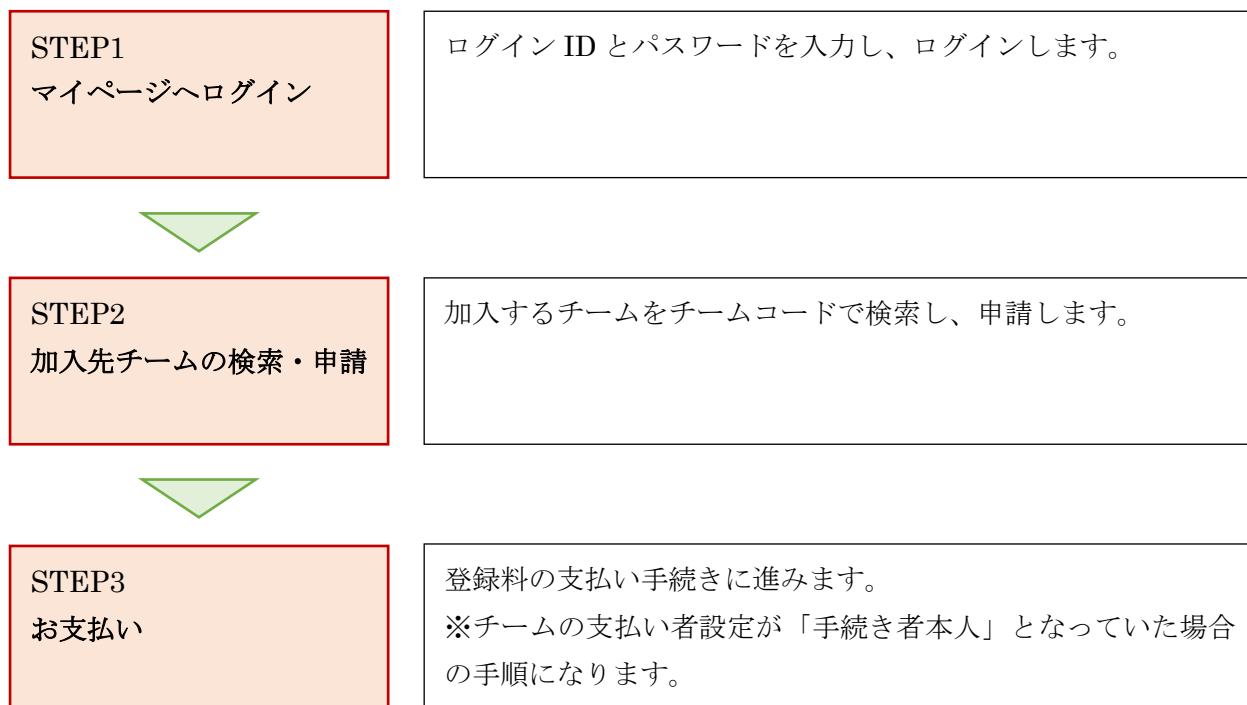 STEP1
マイページへログイン
ログイン ID とパスワードを入力し、ログインします。
STEP2
加入先チームの検索・申請
加入するチームをチームコードで検索し、申請します。
STEP3
お支払い
登録料の支払い手続きに進みます。
※チームの支払い者設定が「手続き者本人」となっていた場合
の手順になります。